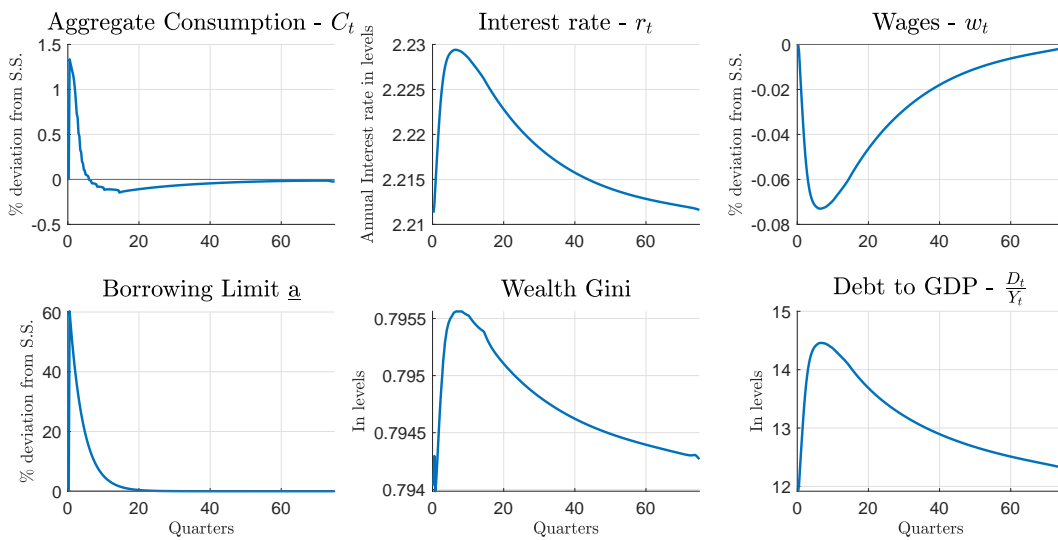 Aggregate Consumption - C_t
% deviation from S.S.
1.5
1
0.5
0
-0.5
0 20 40 60
Interest rate - r_t
Annual Interest rate in levels
2.23
2.225
2.22
2.215
2.21
0 20 40 60
Wages - w_t
% deviation from S.S.
0
-0.02
-0.04
-0.06
-0.08
0 20 40 60
Borrowing Limit a
% deviation from S.S.
60
40
20
0
0 20 40 60
Quarters
Wealth Gini
In levels
0.7955
0.795
0.7945
0.794
0 20 40 60
Quarters
Debt to GDP - D_t/Y_t
In levels
15
14
13
12
0 20 40 60
Quarters